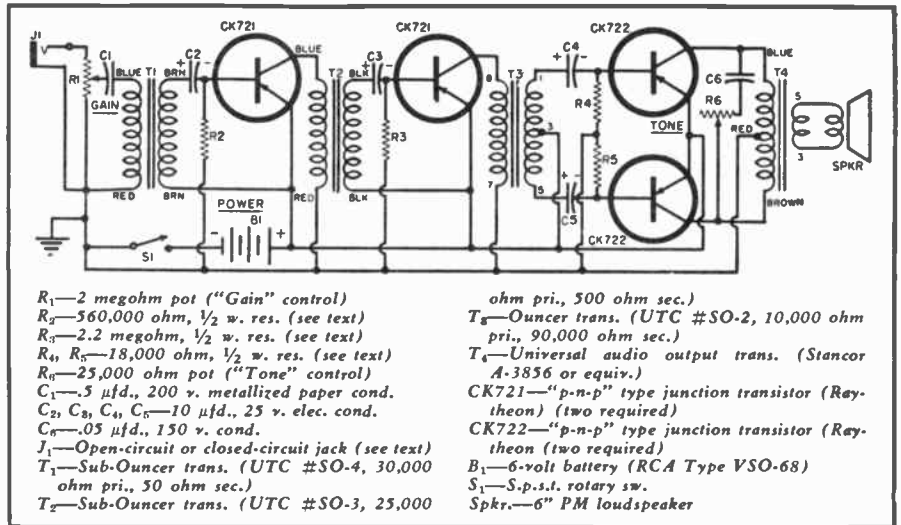 CK721
CK721
CK722
J1
V
R1
C1
GAIN
BLUE
T1
RED
BRN
C2
+
-
R2
BRN
BLUE
T2
RED
BLK
C3
+
-
R3
BLK
8
T3
7
1
3
5
C4
+
-
R4
R5
+
-
C5
CK722
TONE
BLUE
C6
R6
RED
T4
BROWN
5
3
SPKR
POWER
S1
-
B1
+
R₁—2 megohm pot ("Gain" control)
R₂—560,000 ohm, ½ w. res. (see text)
R₃—2.2 megohm, ½ w. res. (see text)
R₄, R₅—18,000 ohm, ½ w. res. (see text)
R₆—25,000 ohm pot ("Tone" control)
C₁—.5 µfd., 200 v. metallized paper cond.
C₂, C₃, C₄, C₅—10 µfd., 25 v. elec. cond.
C₆—.05 µfd., 150 v. cond.
J₁—Open-circuit or closed-circuit jack (see text)
T₁—Sub-Ouncer trans. (UTC #SO-4, 30,000
ohm pri., 50 ohm sec.)
T₂—Sub-Ouncer trans. (UTC #SO-3, 25,000
ohm pri., 500 ohm sec.)
T₃—Ouncer trans. (UTC #SO-2, 10,000 ohm
pri., 90,000 ohm sec.)
T₄—Universal audio output trans. (Stancor
A-3856 or equiv.)
CK721—"p-n-p" type junction transistor (Ray-
theon) (two required)
CK722—"p-n-p" type junction transistor (Ray-
theon (two required)
B₁—6-volt battery (RCA Type VSO-68)
S₁—S.p.s.t. rotary sw.
Spkr.—6" PM loudspeaker